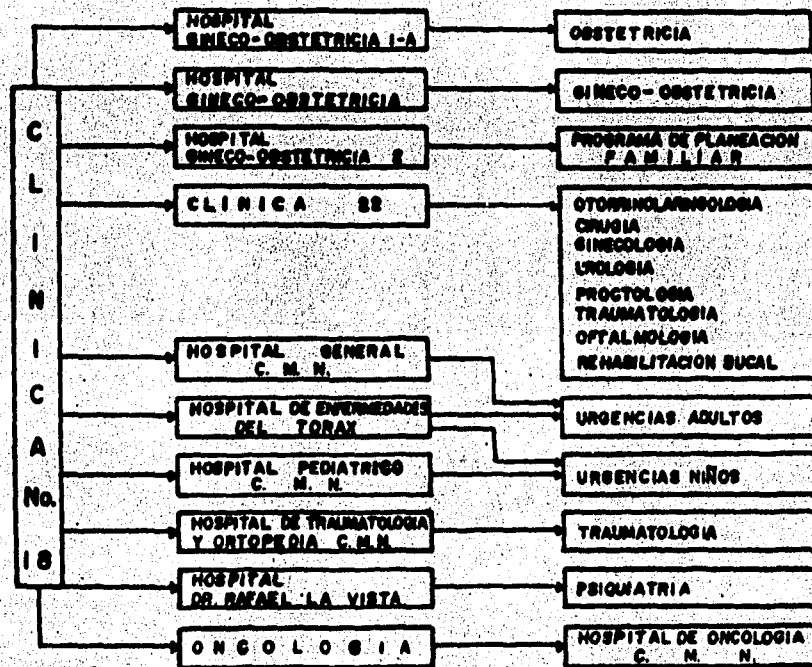 CLINICA No. 18
HOSPITAL
GINECO-OBSTETRICIA 1-A
OBSTETRICIA
HOSPITAL
GINECO-OBSTETRICIA
GINECO-OBSTETRICIA
HOSPITAL
GINECO-OBSTETRICIA 2
PROGRAMA DE PLANEACION
FAMILIAR
CLINICA 22
OTORRINOLARINGOLOGIA
CIRUGIA
GINECOLOGIA
UROLOGIA
PROCTOLOGIA
TRAUMATOLOGIA
OFTALMOLOGIA
REHABILITACION BUCAL
HOSPITAL GENERAL
C. M. N.
HOSPITAL DE ENFERMEDADES
DEL TORAX
URGENCIAS ADULTOS
HOSPITAL PEDIATRICO
C. M. N.
URGENCIAS NIÑOS
HOSPITAL DE TRAUMATOLOGIA
Y ORTOPEDIA C.M.N.
TRAUMATOLOGIA
HOSPITAL
DR. RAFAEL LA VISTA
PSIQUIATRIA
ONCOLOGIA
HOSPITAL DE ONCOLOGIA
C. M. N.